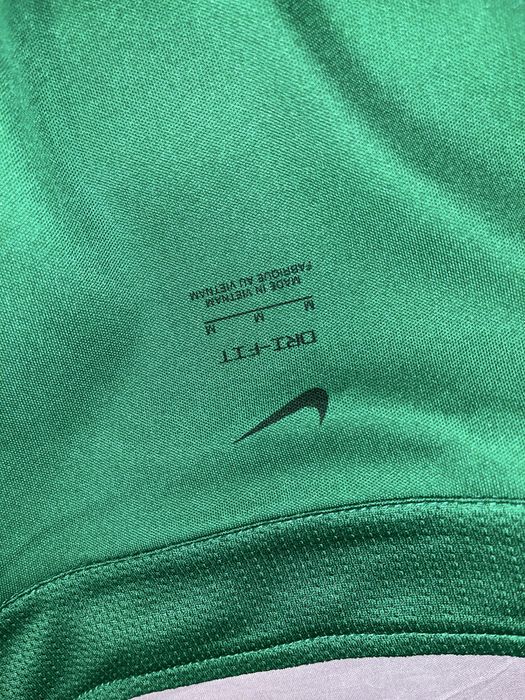 DRI-FIT
M M M
MADE IN VIETNAM
FABRIQUE AU VIETNAM